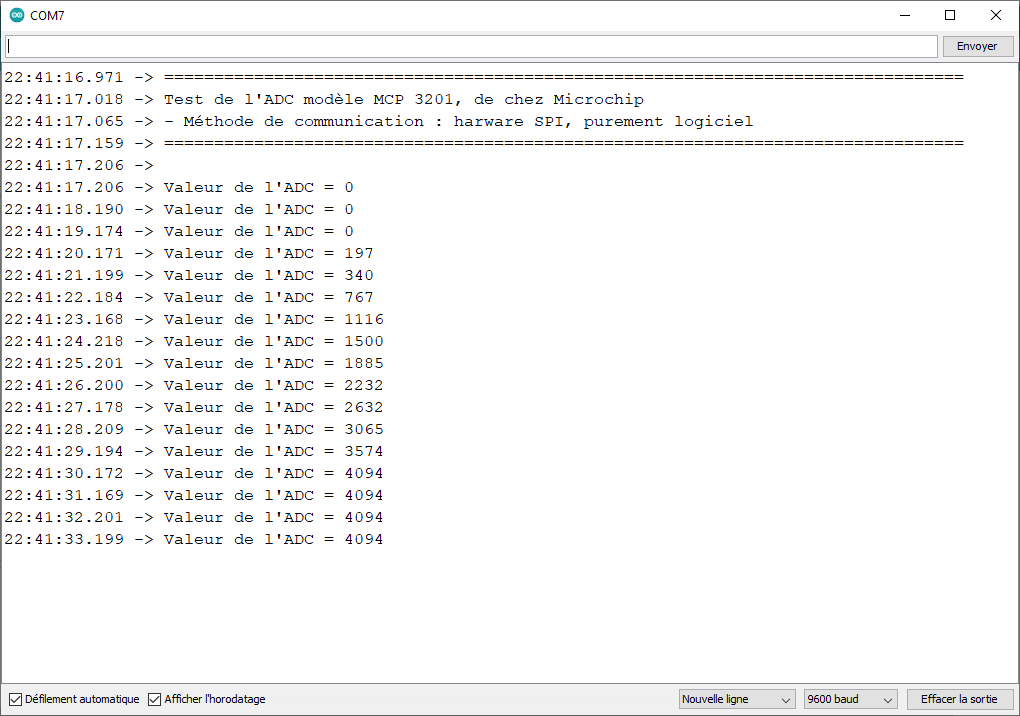 COM7
Envoyer
22:41:16.971 -> ================================================================================
22:41:17.018 -> Test de l'ADC modèle MCP 3201, de chez Microchip
22:41:17.065 -> - Méthode de communication : harware SPI, purement logiciel
22:41:17.159 -> ================================================================================
22:41:17.206 ->
22:41:17.206 -> Valeur de l'ADC = 0
22:41:18.190 -> Valeur de l'ADC = 0
22:41:19.174 -> Valeur de l'ADC = 0
22:41:20.171 -> Valeur de l'ADC = 197
22:41:21.199 -> Valeur de l'ADC = 340
22:41:22.184 -> Valeur de l'ADC = 767
22:41:23.168 -> Valeur de l'ADC = 1116
22:41:24.218 -> Valeur de l'ADC = 1500
22:41:25.201 -> Valeur de l'ADC = 1885
22:41:26.200 -> Valeur de l'ADC = 2232
22:41:27.178 -> Valeur de l'ADC = 2632
22:41:28.209 -> Valeur de l'ADC = 3065
22:41:29.194 -> Valeur de l'ADC = 3574
22:41:30.172 -> Valeur de l'ADC = 4094
22:41:31.169 -> Valeur de l'ADC = 4094
22:41:32.201 -> Valeur de l'ADC = 4094
22:41:33.199 -> Valeur de l'ADC = 4094
Défilement automatique Afficher l'horodatage Nouvelle ligne 9600 baud Effacer la sortie